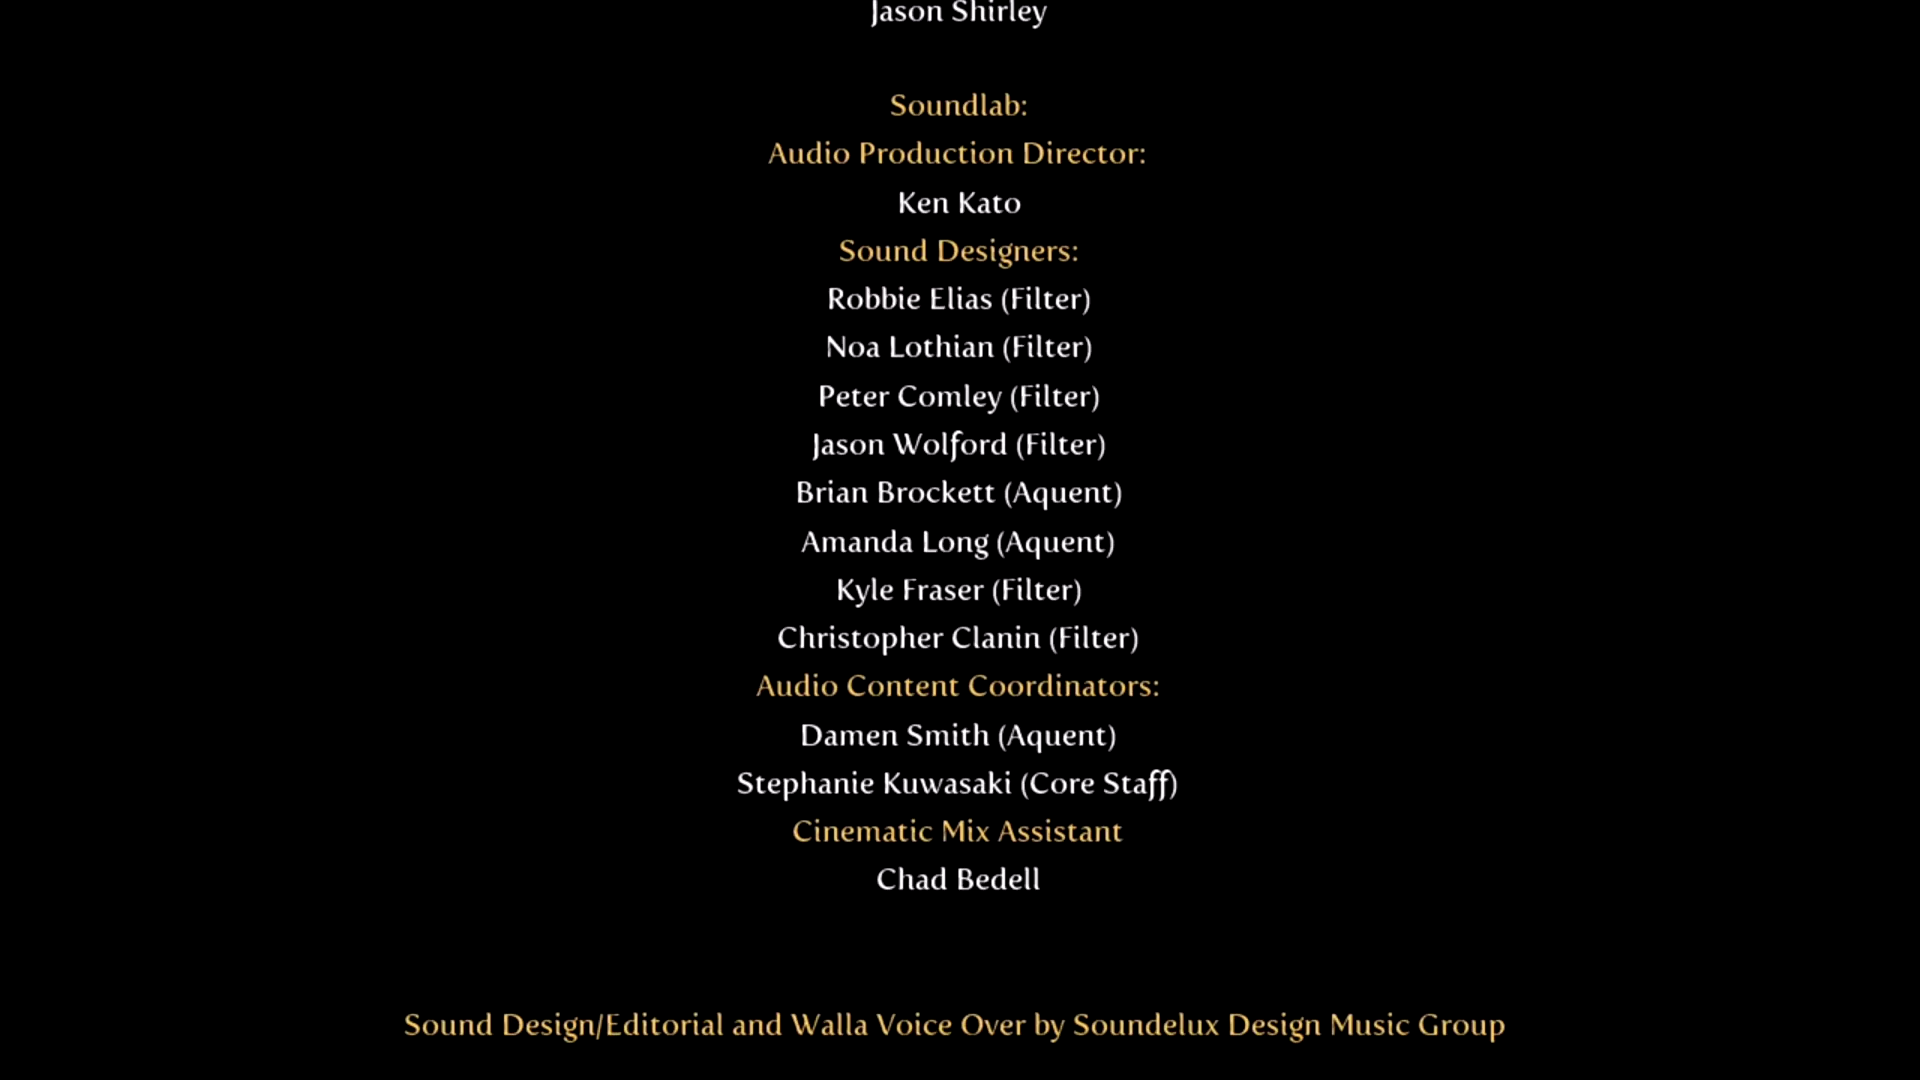 Jason Shirley
Soundlab:
Audio Production Director:
Ken Kato
Sound Designers:
Robbie Elias (Filter)
Noa Lothian (Filter)
Peter Comley (Filter)
Jason Wolford (Filter)
Brian Brockett (Aquent)
Amanda Long (Aquent)
Kyle Fraser (Filter)
Christopher Clanin (Filter)
Audio Content Coordinators:
Damen Smith (Aquent)
Stephanie Kuwasaki (Core Staff)
Cinematic Mix Assistant
Chad Bedell
Sound Design/Editorial and Walla Voice Over by Soundelux Design Music Group